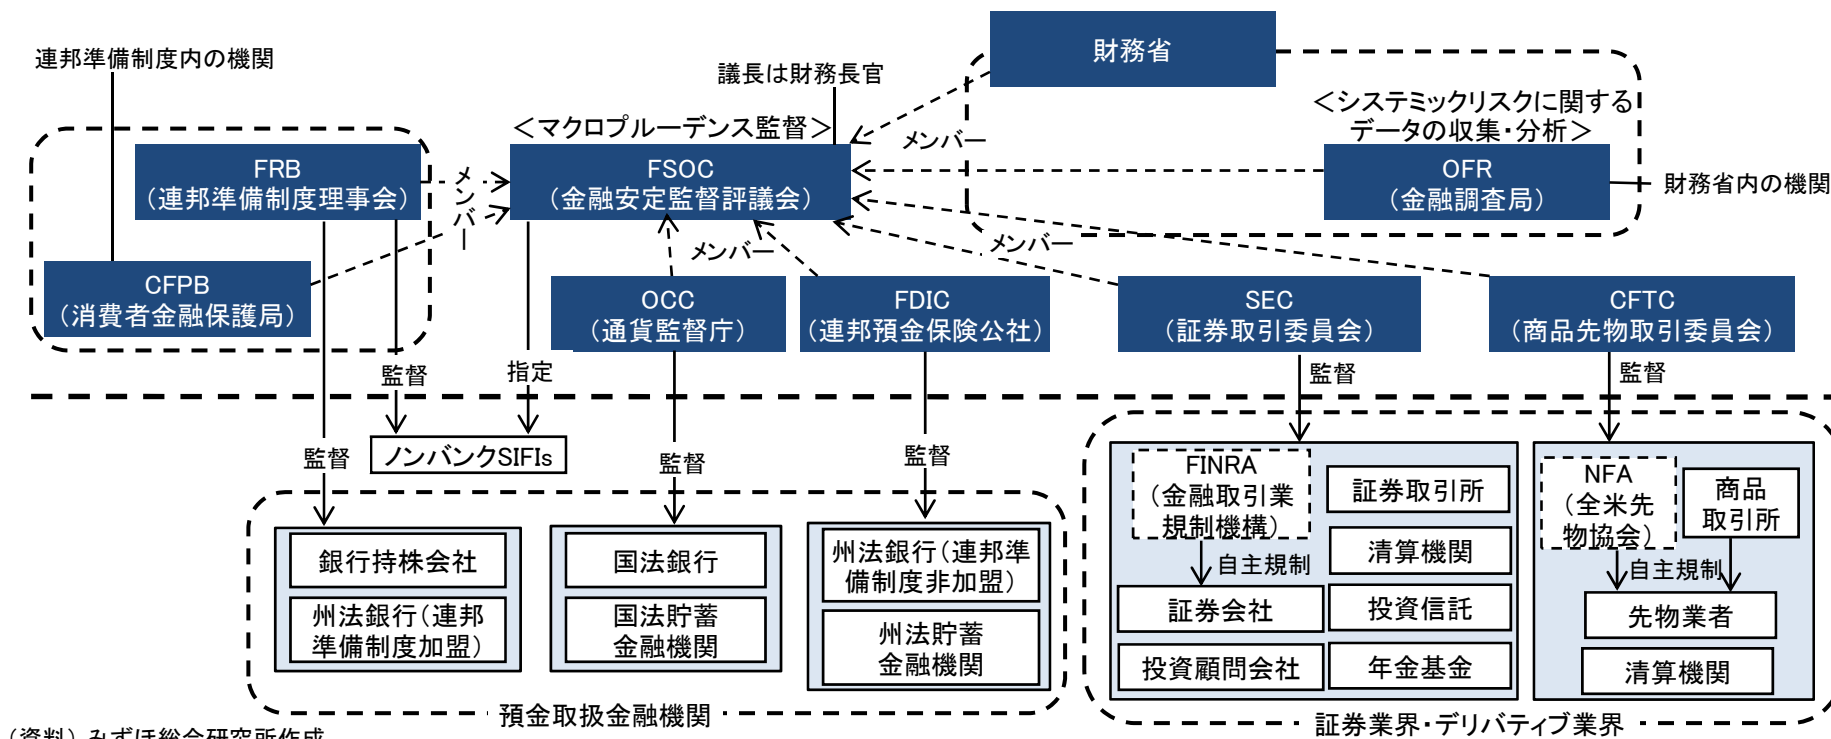 財務省
連邦準備制度内の機関
議長は財務長官
＜システミックリスクに関する
データの収集・分析＞
＜マクロプルーデンス監督＞
メンバー
FRB
（連邦準備制度理事会）
メンバー
FSOC
（金融安定監督評議会）
OFR
（金融調査局）
財務省内の機関
メンバー
メンバー
CFPB
（消費者金融保護局）
OCC
（通貨監督庁）
FDIC
（連邦預金保険公社）
SEC
（証券取引委員会）
CFTC
（商品先物取引委員会）
監督
指定
監督
監督
ノンバンクSIFIs
監督
監督
監督
FINRA
（金融取引業
規制機構）
証券取引所
NFA
（全米先
物協会）
商品
取引所
銀行持株会社
国法銀行
州法銀行（連邦準
備制度非加盟）
清算機関
自主規制
自主規制
州法銀行（連邦
準備制度加盟）
国法貯蓄
金融機関
州法貯蓄
金融機関
証券会社
投資信託
先物業者
投資顧問会社
年金基金
清算機関
預金取扱金融機関
証券業界・デリバティブ業界
（資料）みずほ総合研究所作成